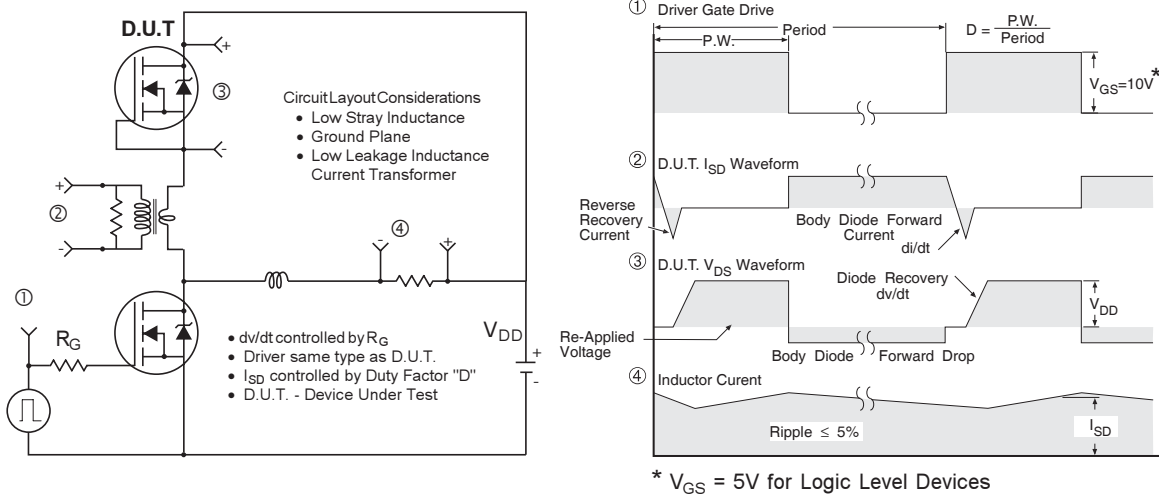 D.U.T
+
③
-
Circuit Layout Considerations
• Low Stray Inductance
• Ground Plane
• Low Leakage Inductance
Current Transformer
+
②
-
-
④
+
①
R_G
• dv/dt controlled by R_G
• Driver same type as D.U.T.
• I_SD controlled by Duty Factor "D"
• D.U.T. - Device Under Test
V_DD
+
-
① Driver Gate Drive
P.W.
Period
D = P.W. / Period
V_GS=10V*
② D.U.T. I_SD Waveform
Reverse
Recovery
Current
Body Diode Forward
Current
di/dt
③ D.U.T. V_DS Waveform
Diode Recovery
dv/dt
V_DD
Re-Applied
Voltage
Body Diode Forward Drop
④ Inductor Curent
Ripple ≤ 5%
I_SD
* V_GS = 5V for Logic Level Devices